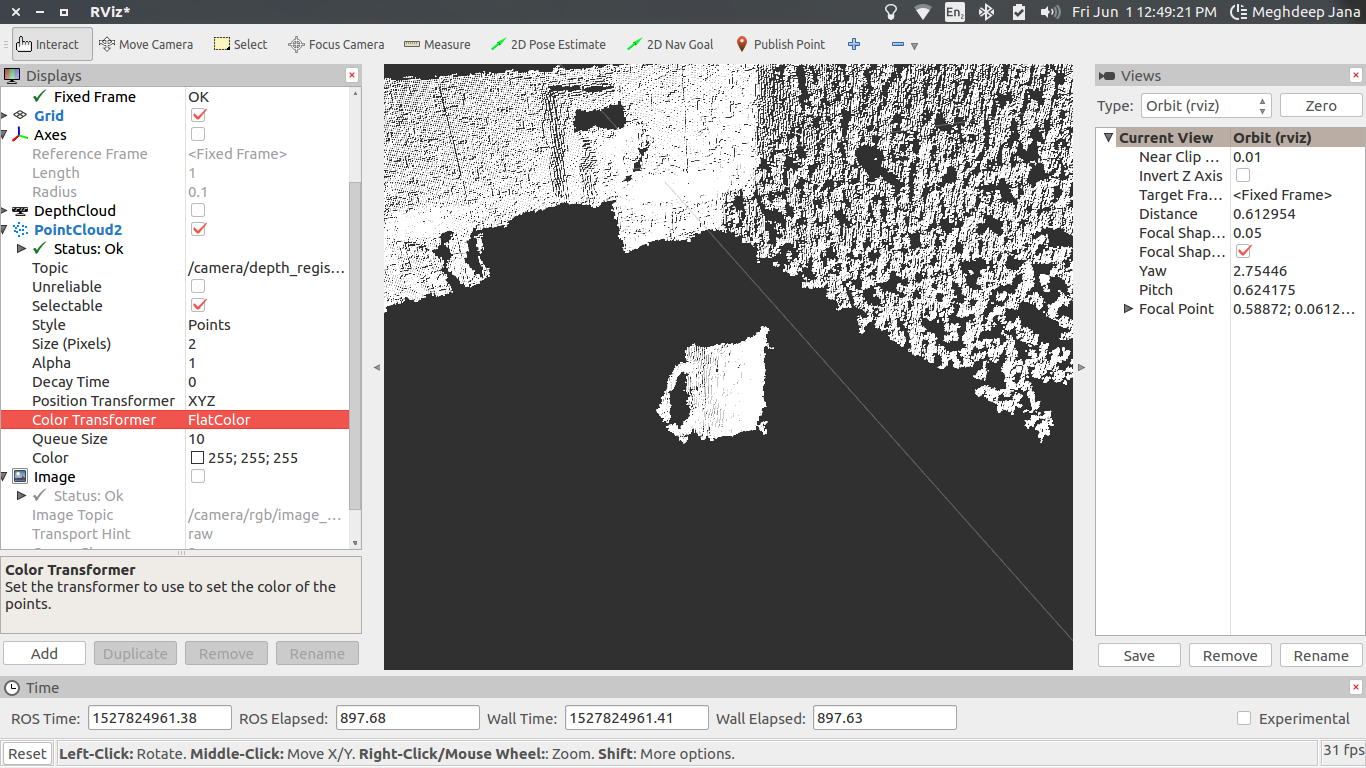 RViz*
En2
Fri Jun 1 12:49:21 PM
Meghdeep Jana
Interact
Move Camera
Select
Focus Camera
Measure
2D Pose Estimate
2D Nav Goal
Publish Point
Displays
Fixed Frame OK
Grid
Axes
Reference Frame <Fixed Frame>
Length 1
Radius 0.1
DepthCloud
PointCloud2
Status: Ok
Topic /camera/depth_regis...
Unreliable
Selectable
Style Points
Size (Pixels) 2
Alpha 1
Decay Time 0
Position Transformer XYZ
Color Transformer FlatColor
Queue Size 10
Color 255; 255; 255
Image
Status: Ok
Image Topic /camera/rgb/image_...
Transport Hint raw
Color Transformer
Set the transformer to use to set the color of the
points.
Add
Duplicate
Remove
Rename
Views
Type: Orbit (rviz)
Zero
Current View Orbit (rviz)
Near Clip ... 0.01
Invert Z Axis
Target Fra... <Fixed Frame>
Distance 0.612954
Focal Shap... 0.05
Focal Shap...
Yaw 2.75446
Pitch 0.624175
Focal Point 0.58872; 0.0612...
Save
Remove
Rename
Time
ROS Time: 1527824961.38
ROS Elapsed: 897.68
Wall Time: 1527824961.41
Wall Elapsed: 897.63
Experimental
Reset
Left-Click: Rotate. Middle-Click: Move X/Y. Right-Click/Mouse Wheel:: Zoom. Shift: More options.
31 fps